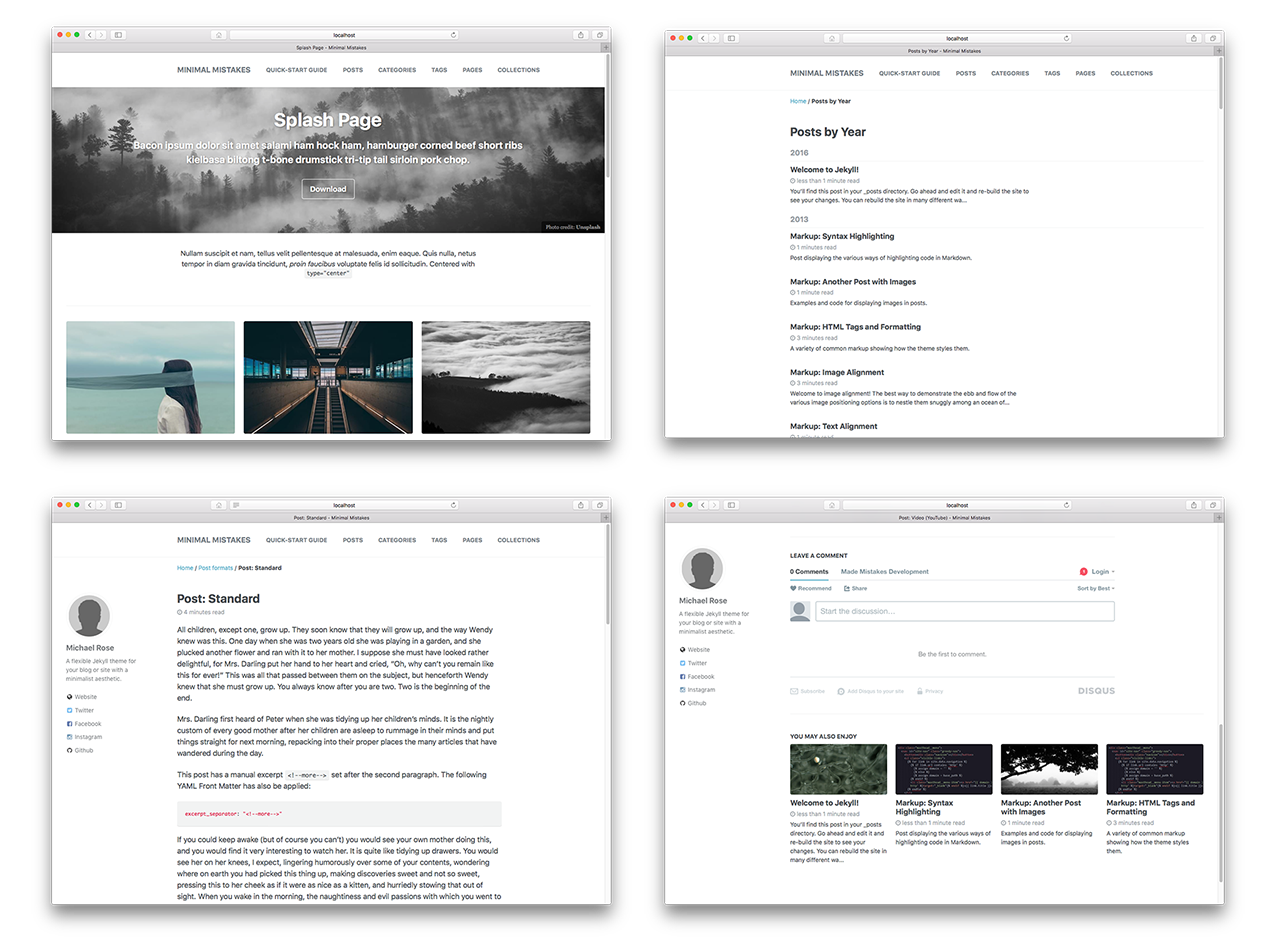 localhost
Splash Page - Minimal Mistakes
MINIMAL MISTAKES QUICK-START GUIDE POSTS CATEGORIES TAGS PAGES COLLECTIONS
Splash Page
Bacon ipsum dolor sit amet salami ham hock ham, hamburger corned beef short ribs
kielbasa biltong t-bone drumstick tri-tip tail sirloin pork chop.
Download
Photo credit: Unsplash
Nullam suscipit et nam, tellus velit pellentesque at malesuada, enim eaque. Quis nulla, netus
tempor in diam gravida tincidunt, proin faucibus voluptate felis id sollicitudin. Centered with
type="center"
localhost
Posts by Year - Minimal Mistakes
MINIMAL MISTAKES QUICK-START GUIDE POSTS CATEGORIES TAGS PAGES COLLECTIONS
Home / Posts by Year
Posts by Year
2016
Welcome to Jekyll!
less than 1 minute read
You'll find this post in your _posts directory. Go ahead and edit it and re-build the site to
see your changes. You can rebuild the site in many different wa...
2013
Markup: Syntax Highlighting
1 minutes read
Post displaying the various ways of highlighting code in Markdown.
Markup: Another Post with Images
1 minute read
Examples and code for displaying images in posts.
Markup: HTML Tags and Formatting
3 minutes read
A variety of common markup showing how the theme styles them.
Markup: Image Alignment
3 minutes read
Welcome to image alignment! The best way to demonstrate the ebb and flow of the
various image positioning options is to nestle them snuggly among an ocean of...
Markup: Text Alignment
localhost
Post: Standard - Minimal Mistakes
MINIMAL MISTAKES QUICK-START GUIDE POSTS CATEGORIES TAGS PAGES COLLECTIONS
Home / Post formats / Post: Standard
Michael Rose
A flexible Jekyll theme for
your blog or site with a
minimalist aesthetic.
Website
Twitter
Facebook
Instagram
Github
Post: Standard
4 minutes read
All children, except one, grow up. They soon know that they will grow up, and the way Wendy
knew was this. One day when she was two years old she was playing in a garden, and she
plucked another flower and ran with it to her mother. I suppose she must have looked rather
delightful, for Mrs. Darling put her hand to her heart and cried, “Oh, why can’t you remain like
this for ever!” This was all that passed between them on the subject, but henceforth Wendy
knew that she must grow up. You always know after you are two. Two is the beginning of the
end.
Mrs. Darling first heard of Peter when she was tidying up her children’s minds. It is the nightly
custom of every good mother after her children are asleep to rummage in their minds and put
things straight for next morning, repacking into their proper places the many articles that have
wandered during the day.
This post has a manual excerpt <!--more--> set after the second paragraph. The following
YAML Front Matter has also be applied:
excerpt_separator: "<!--more-->"
If you could keep awake (but of course you can’t) you would see your own mother doing this,
and you would find it very interesting to watch her. It is quite like tidying up drawers. You would
see her on her knees, I expect, lingering humorously over some of your contents, wondering
where on earth you had picked this thing up, making discoveries sweet and not so sweet,
pressing this to her cheek as if it were as nice as a kitten, and hurriedly stowing that out of
sight. When you wake in the morning, the naughtiness and evil passions with which you went to
localhost
Post: Video (YouTube) - Minimal Mistakes
Michael Rose
A flexible Jekyll theme for
your blog or site with a
minimalist aesthetic.
Website
Twitter
Facebook
Instagram
Github
LEAVE A COMMENT
0 Comments Made Mistakes Development Login
Recommend Share Sort by Best
Start the discussion...
Be the first to comment.
Subscribe Add Disqus to your site Privacy DISQUS
YOU MAY ALSO ENJOY
Welcome to Jekyll!
less than 1 minute read
You'll find this post in your _posts
directory. Go ahead and edit it and
re-build the site to see your
changes. You can rebuild the site in
many different wa...
Markup: Syntax
Highlighting
less than 1 minute read
Post displaying the various ways of
highlighting code in Markdown.
Markup: Another Post
with Images
1 minute read
Examples and code for displaying
images in posts.
Markup: HTML Tags and
Formatting
3 minutes read
A variety of common markup
showing how the theme styles
them.